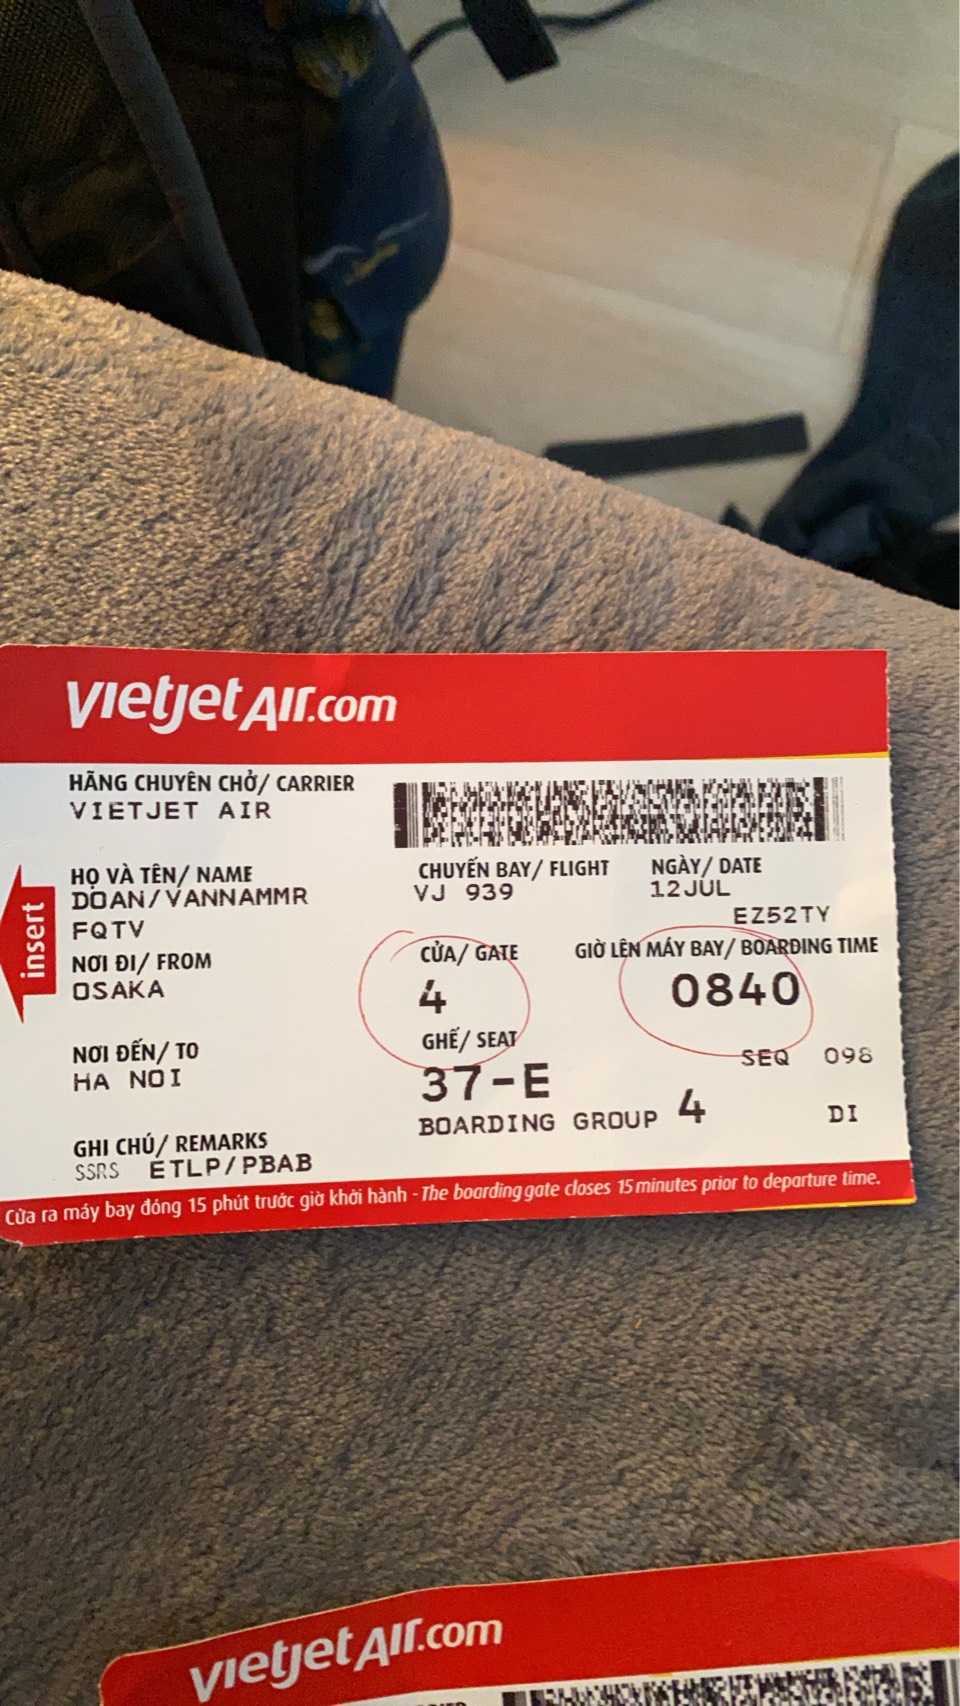 vietjetAir.com
HÃNG CHUYÊN CHỞ/ CARRIER
VIETJET AIR
HỌ VÀ TÊN/ NAME
DOAN/VANNAMMR
FQTV
CHUYẾN BAY/ FLIGHT
VJ 939
NGÀY/ DATE
12JUL
EZ52TY
insert
NƠI ĐI/ FROM
OSAKA
CỬA/ GATE
4
GIỜ LÊN MÁY BAY/ BOARDING TIME
0840
NƠI ĐẾN/ TO
HA NOI
GHẾ/ SEAT
37-E
SEQ 098
BOARDING GROUP 4
DI
GHI CHÚ/ REMARKS
SSRS ETLP/PBAB
Cửa ra máy bay đóng 15 phút trước giờ khởi hành - The boarding gate closes 15 minutes prior to departure time.
vietjetAir.com